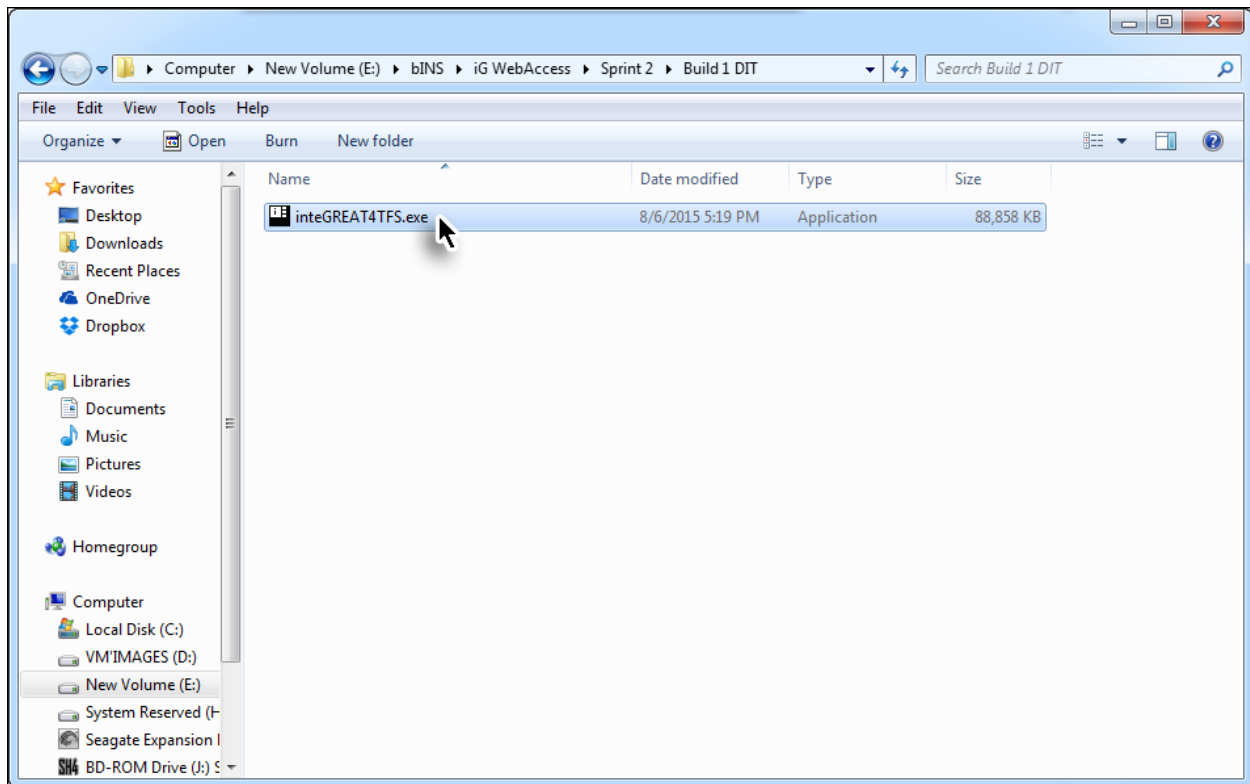 Computer New Volume (E:) bINS iG WebAccess Sprint 2 Build 1 DIT Search Build 1 DIT
File Edit View Tools Help
Organize Open Burn New folder
Name Date modified Type Size
inteGREAT4TFS.exe 8/6/2015 5:19 PM Application 88,858 KB
Favorites
Desktop
Downloads
Recent Places
OneDrive
Dropbox
Libraries
Documents
Music
Pictures
Videos
Homegroup
Computer
Local Disk (C:)
VM'IMAGES (D:)
New Volume (E:)
System Reserved (H
Seagate Expansion
BD-ROM Drive (J:) S